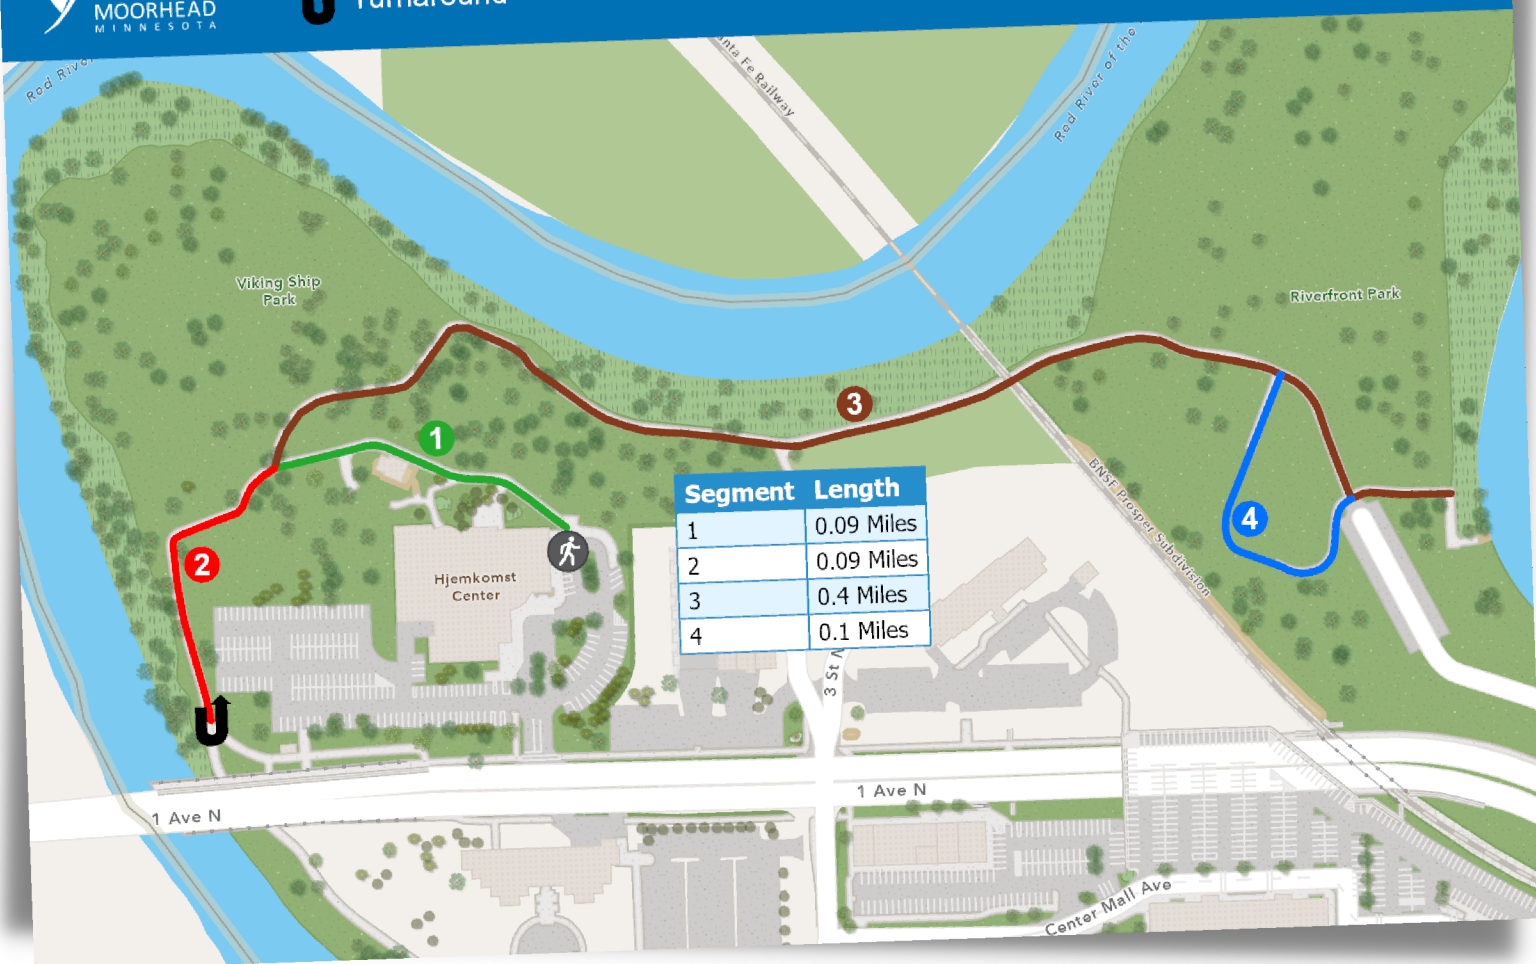 MOORHEAD
MINNESOTA
Turnaround
Red River
Santa Fe Railway
Red River of the
Viking Ship
Park
Riverfront Park
3
1
Segment Length
1 0.09 Miles
2 0.09 Miles
3 0.4 Miles
4 0.1 Miles
BNSF Prosper Subdivision
4
2
Hjemkomst
Center
3 St N
1 Ave N
1 Ave N
Center Mall Ave